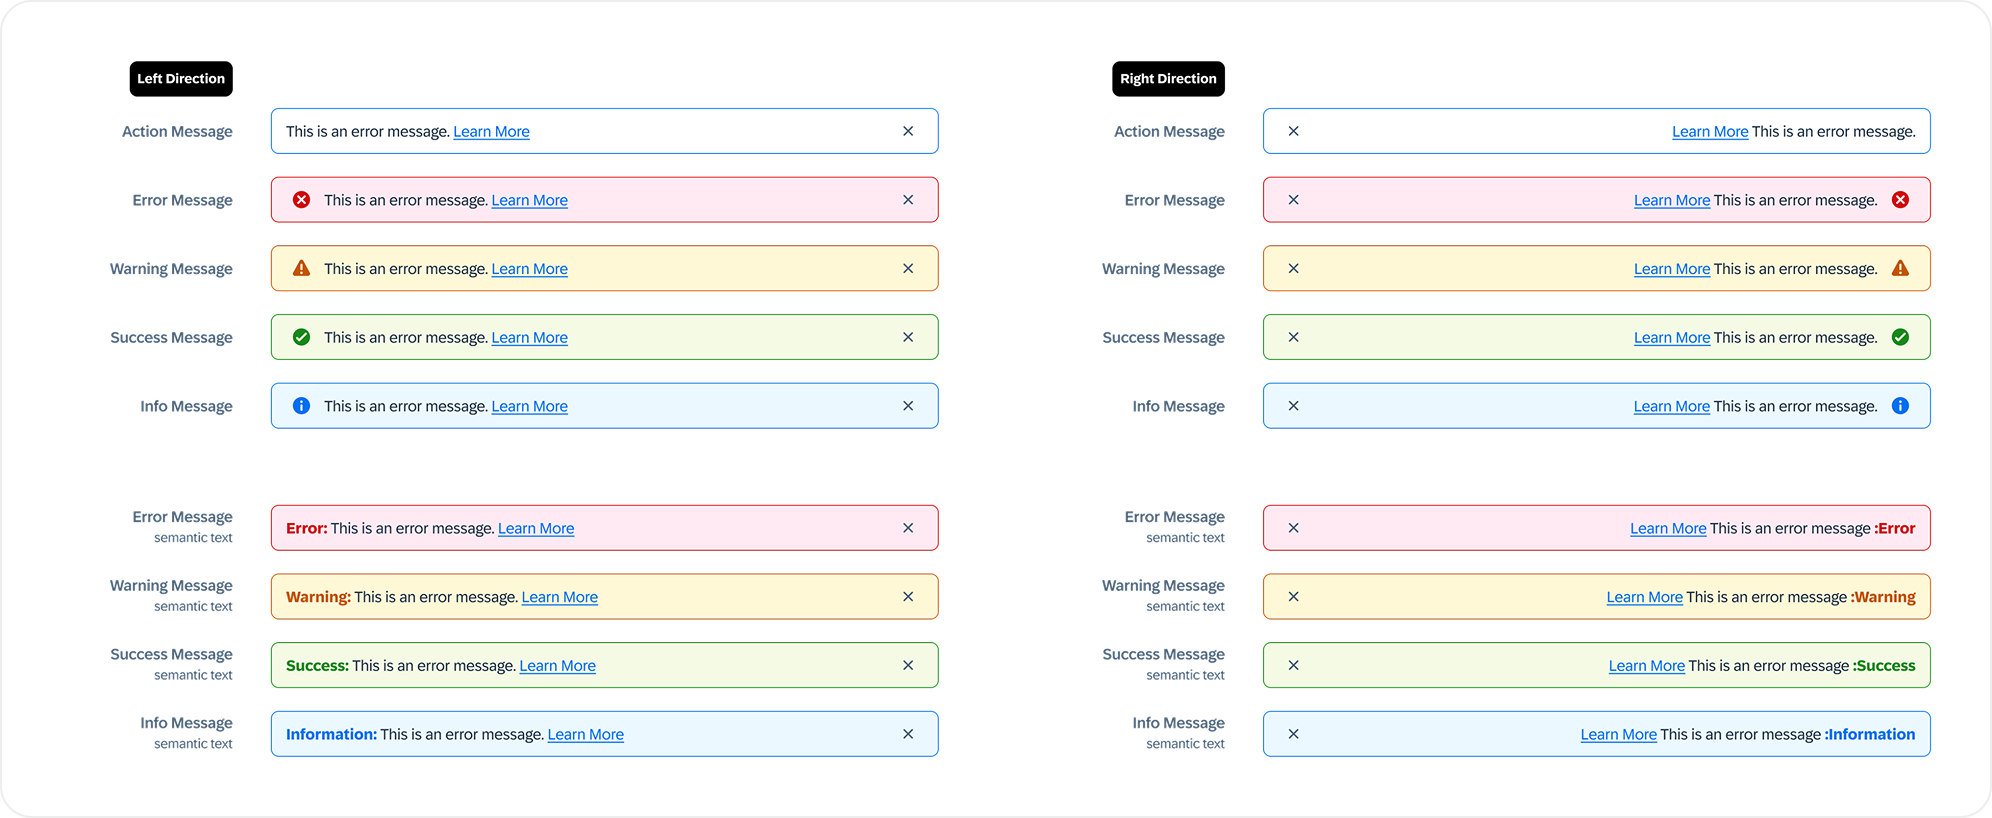 Left Direction
Action Message
This is an error message. Learn More
Error Message
This is an error message. Learn More
Warning Message
This is an error message. Learn More
Success Message
This is an error message. Learn More
Info Message
This is an error message. Learn More
Error Message
semantic text
Error: This is an error message. Learn More
Warning Message
semantic text
Warning: This is an error message. Learn More
Success Message
semantic text
Success: This is an error message. Learn More
Info Message
semantic text
Information: This is an error message. Learn More
Right Direction
Action Message
Learn More This is an error message.
Error Message
Learn More This is an error message.
Warning Message
Learn More This is an error message.
Success Message
Learn More This is an error message.
Info Message
Learn More This is an error message.
Error Message
semantic text
Learn More This is an error message :Error
Warning Message
semantic text
Learn More This is an error message :Warning
Success Message
semantic text
Learn More This is an error message :Success
Info Message
semantic text
Learn More This is an error message :Information